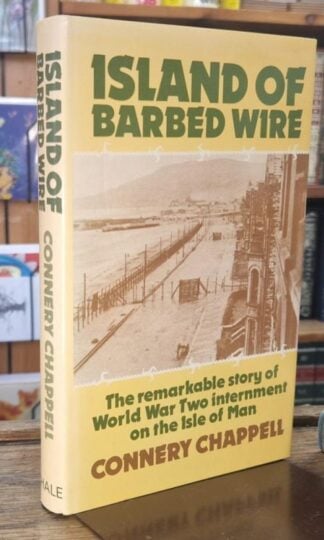 ISLAND OF
BARBED WIRE
The remarkable story of
World War Two internment
on the Isle of Man
CONNERY CHAPPELL
ISLAND OF
BARBED WIRE
CONNERY CHAPPELL
HALE